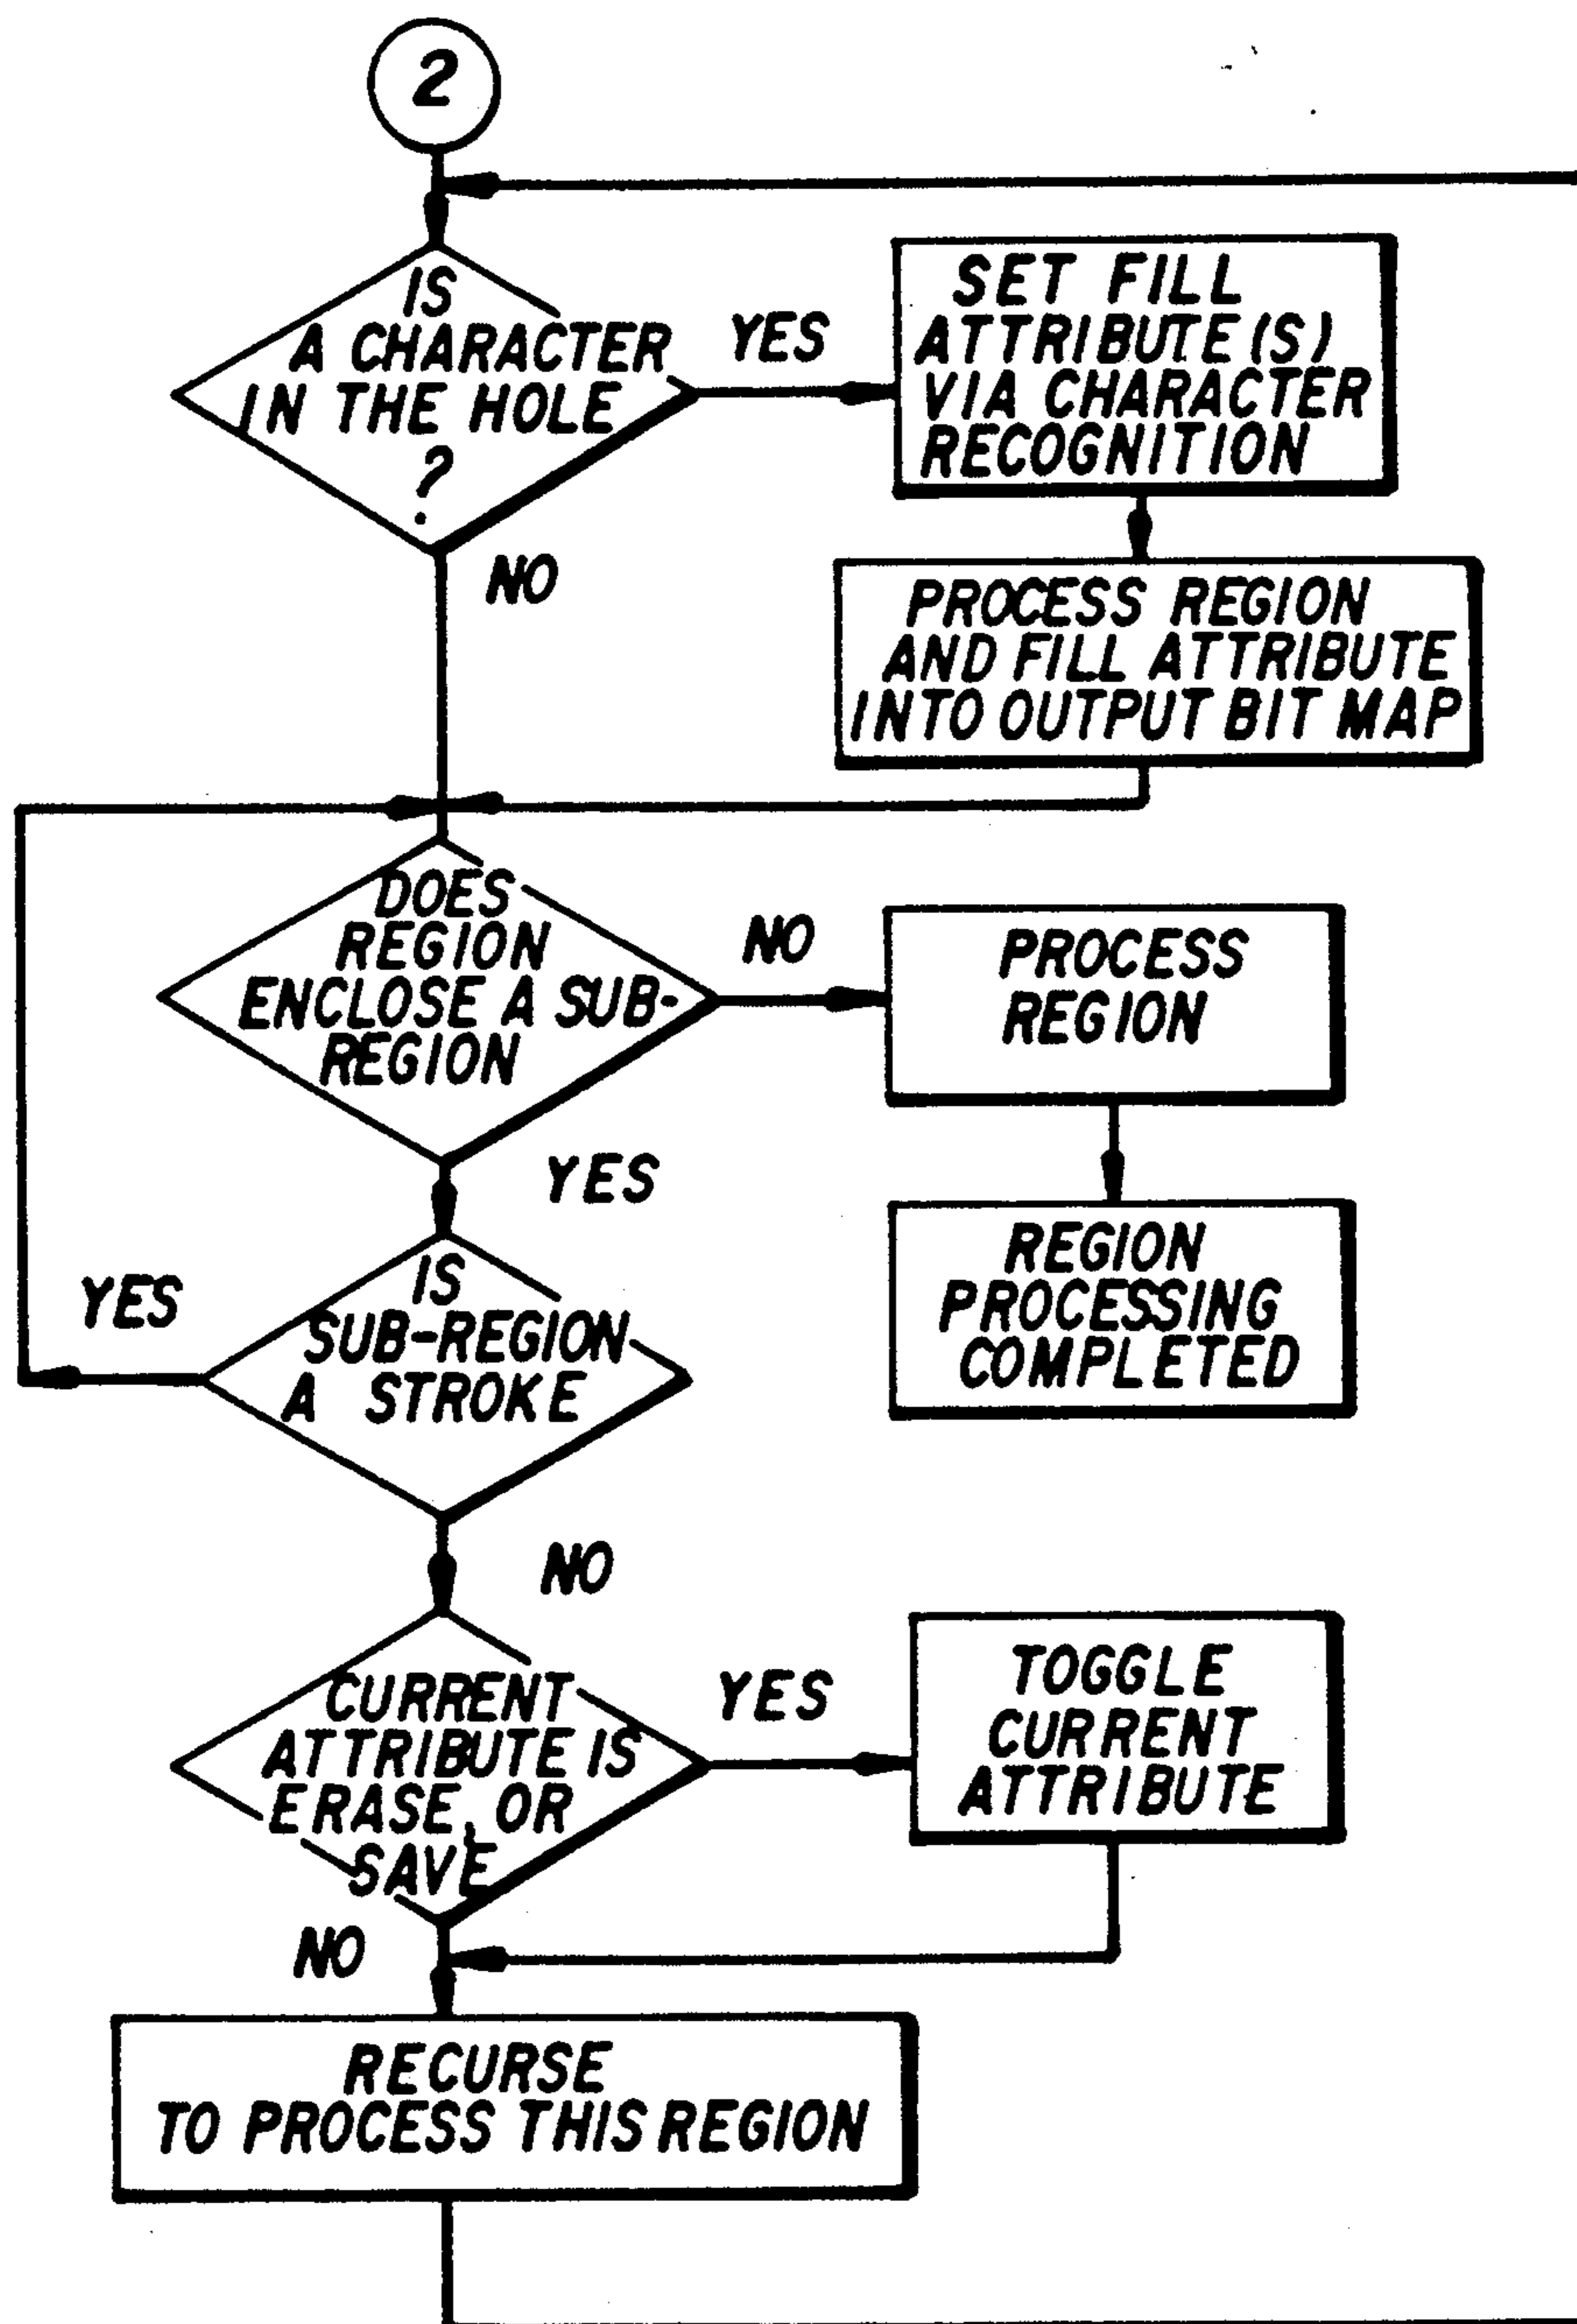 2
IS
A CHARACTER
IN THE HOLE
?
YES
SET FILL
ATTRIBUTE(S)
VIA CHARACTER
RECOGNITION
NO
PROCESS REGION
AND FILL ATTRIBUTE
INTO OUTPUT BIT MAP
DOES
REGION
ENCLOSE A SUB-
REGION
NO
PROCESS
REGION
YES
REGION
PROCESSING
COMPLETED
IS
SUB-REGION
A STROKE
YES
NO
CURRENT
ATTRIBUTE IS
ERASE, OR
SAVE
YES
TOGGLE
CURRENT
ATTRIBUTE
NO
RECURSE
TO PROCESS THIS REGION